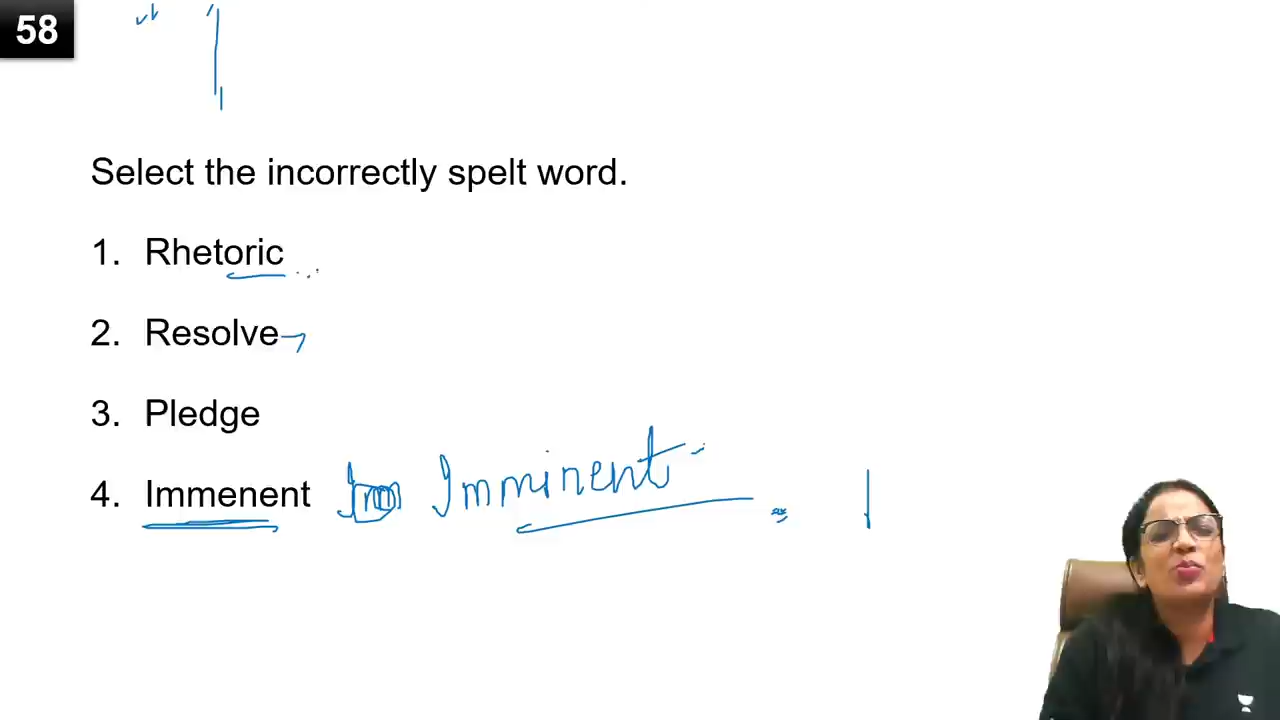 58
Select the incorrectly spelt word.
1. Rhetoric
2. Resolve
3. Pledge
4. Immenent Imminent